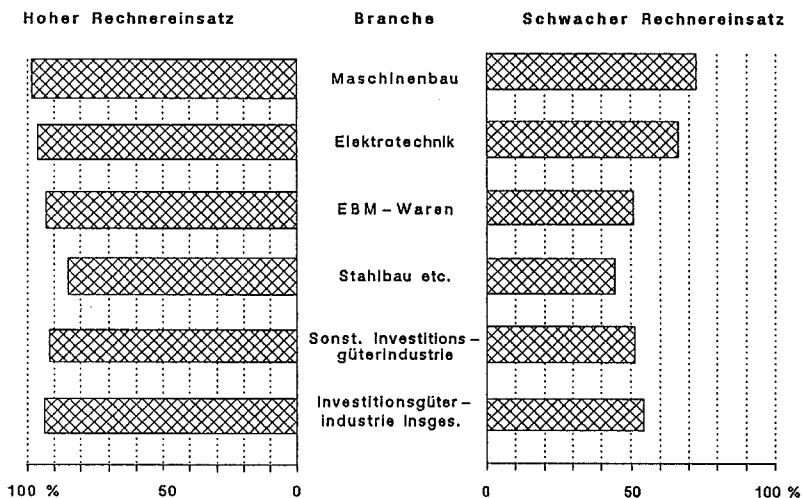 Hoher Rechnereinsatz Branche Schwacher Rechnereinsatz
Maschinenbau
Elektrotechnik
EBM-Waren
Stahlbau etc.
Sonst. Investitions-
güterindustrie
Investitionsgüter-
industrie Insges.
100 % 50 0 0 50 100 %